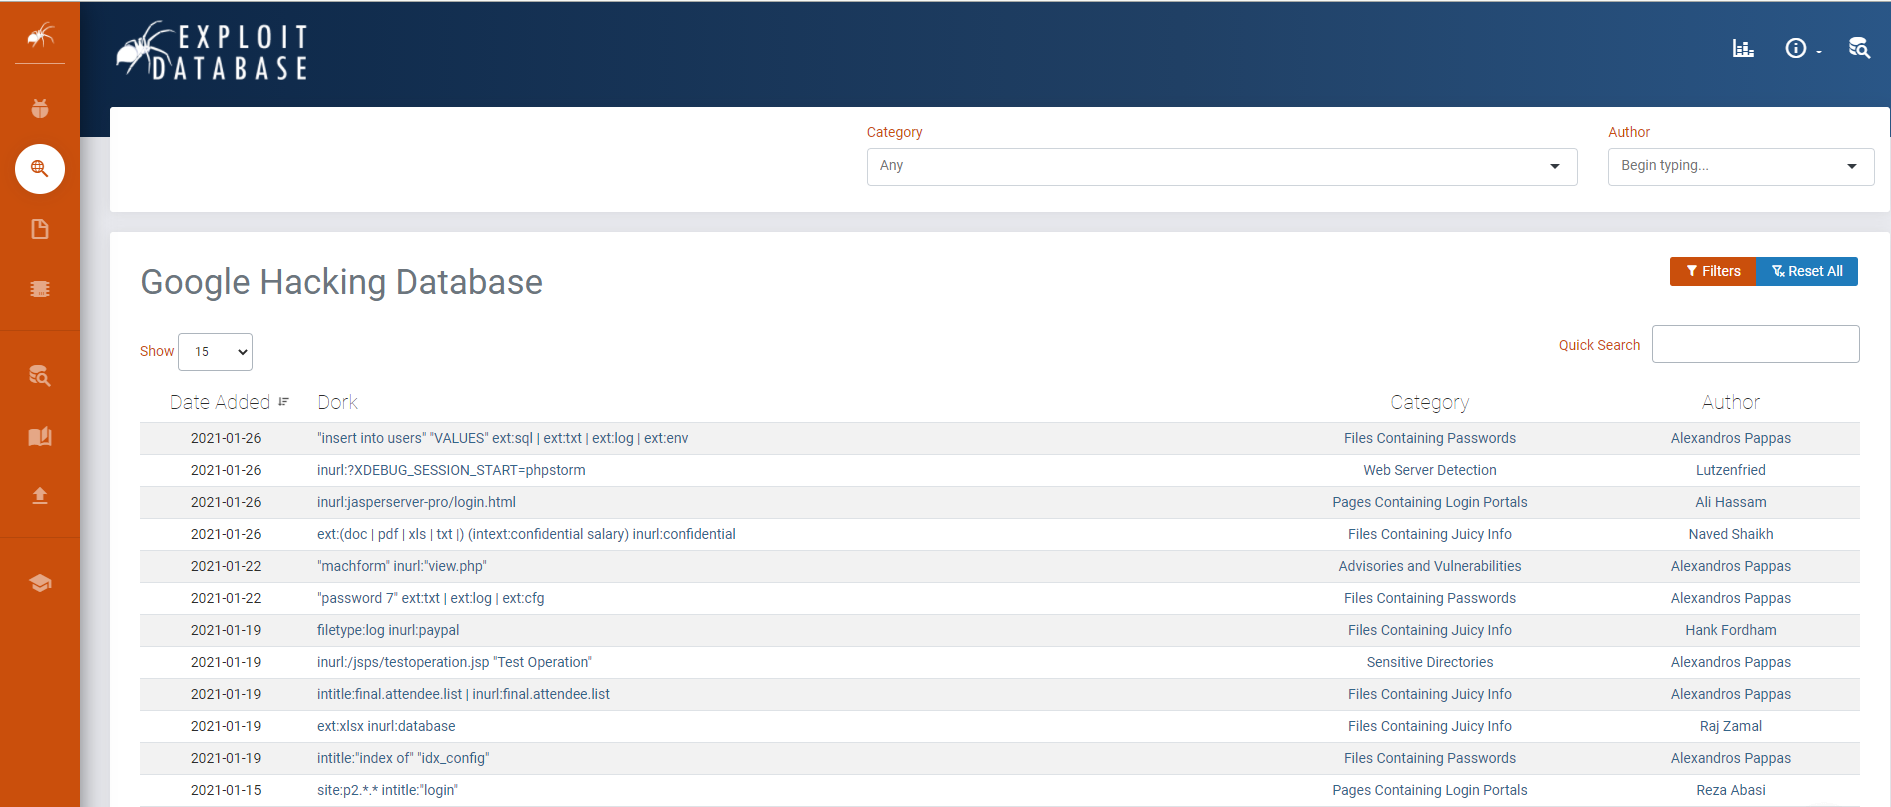 EXPLOIT
DATABASE
Category
Author
Any
Begin typing...
Google Hacking Database
Filters
Reset All
Show 15
Quick Search
Date Added Dork Category Author
2021-01-26 "insert into users" "VALUES" ext:sql | ext:txt | ext:log | ext:env Files Containing Passwords Alexandros Pappas
2021-01-26 inurl:?XDEBUG_SESSION_START=phpstorm Web Server Detection Lutzenfried
2021-01-26 inurl:jasperserver-pro/login.html Pages Containing Login Portals Ali Hassam
2021-01-26 ext:(doc | pdf | xls | txt |) (intext:confidential salary) inurl:confidential Files Containing Juicy Info Naved Shaikh
2021-01-22 "machform" inurl:"view.php" Advisories and Vulnerabilities Alexandros Pappas
2021-01-22 "password 7" ext:txt | ext:log | ext:cfg Files Containing Passwords Alexandros Pappas
2021-01-19 filetype:log inurl:paypal Files Containing Juicy Info Hank Fordham
2021-01-19 inurl:/jsps/testoperation.jsp "Test Operation" Sensitive Directories Alexandros Pappas
2021-01-19 intitle:final.attendee.list | inurl:final.attendee.list Files Containing Juicy Info Alexandros Pappas
2021-01-19 ext:xlsx inurl:database Files Containing Juicy Info Raj Zamal
2021-01-19 intitle:"index of" "idx_config" Files Containing Passwords Alexandros Pappas
2021-01-15 site:p2.*.* intitle:"login" Pages Containing Login Portals Reza Abasi